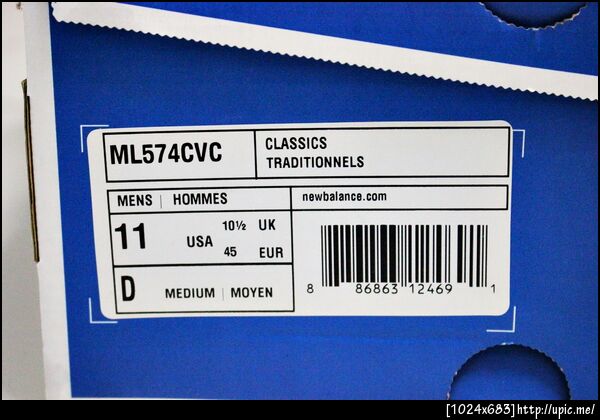 ML574CVC
CLASSICS
TRADITIONNELS
MENS | HOMMES
newbalance.com
11 USA 10½ UK
45 EUR
D MEDIUM | MOYEN
8 86863 12469 1
[1024x683]http://upic.me/